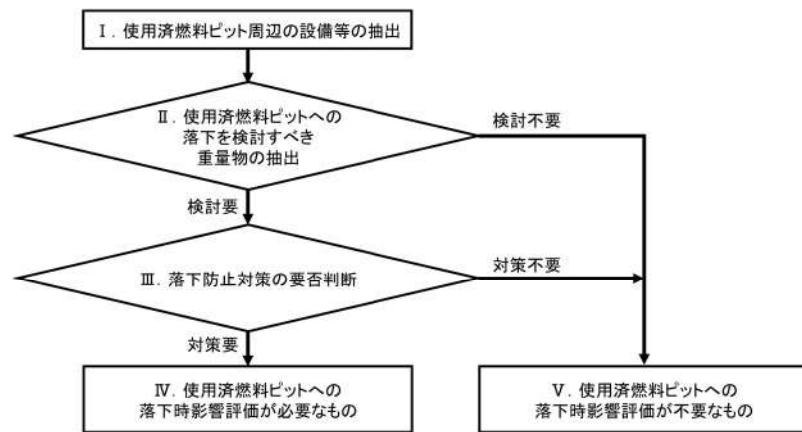 Ⅰ．使用済燃料ピット周辺の設備等の抽出
Ⅱ．使用済燃料ピットへの
落下を検討すべき
重量物の抽出
検討不要
検討要
Ⅲ．落下防止対策の要否判断
対策不要
対策要
Ⅳ．使用済燃料ピットへの
落下時影響評価が必要なもの
Ⅴ．使用済燃料ピットへの
落下時影響評価が不要なもの